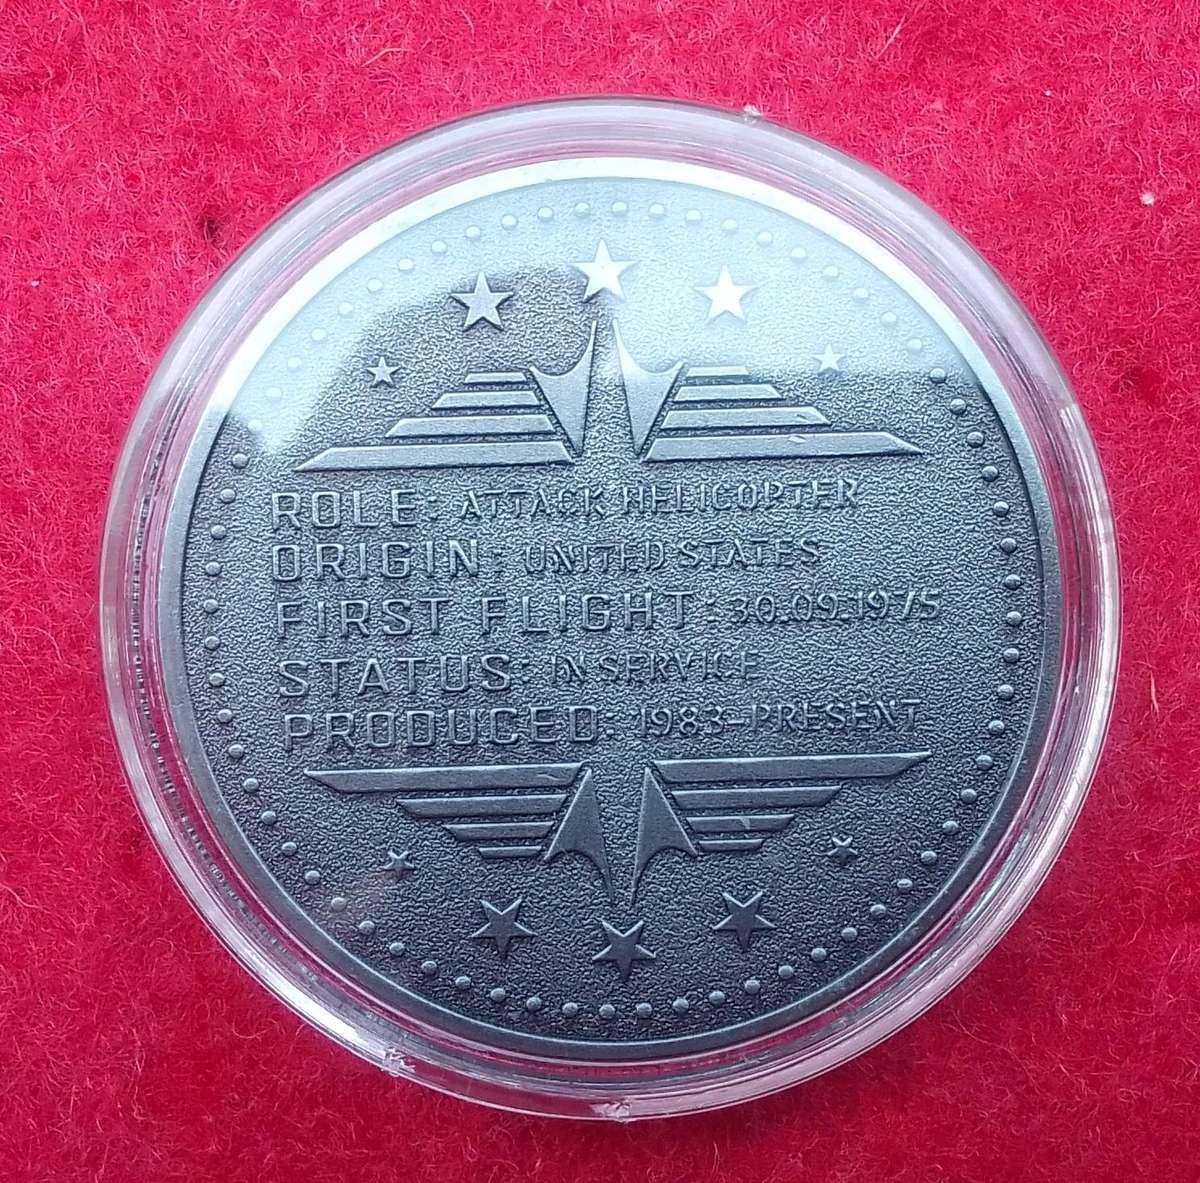 ROLE: ATTACK HELICOPTER
ORIGIN: UNITED STATES
FIRST FLIGHT: 30.09.1975
STATUS: IN SERVICE
PRODUCED: 1983-PRESENT